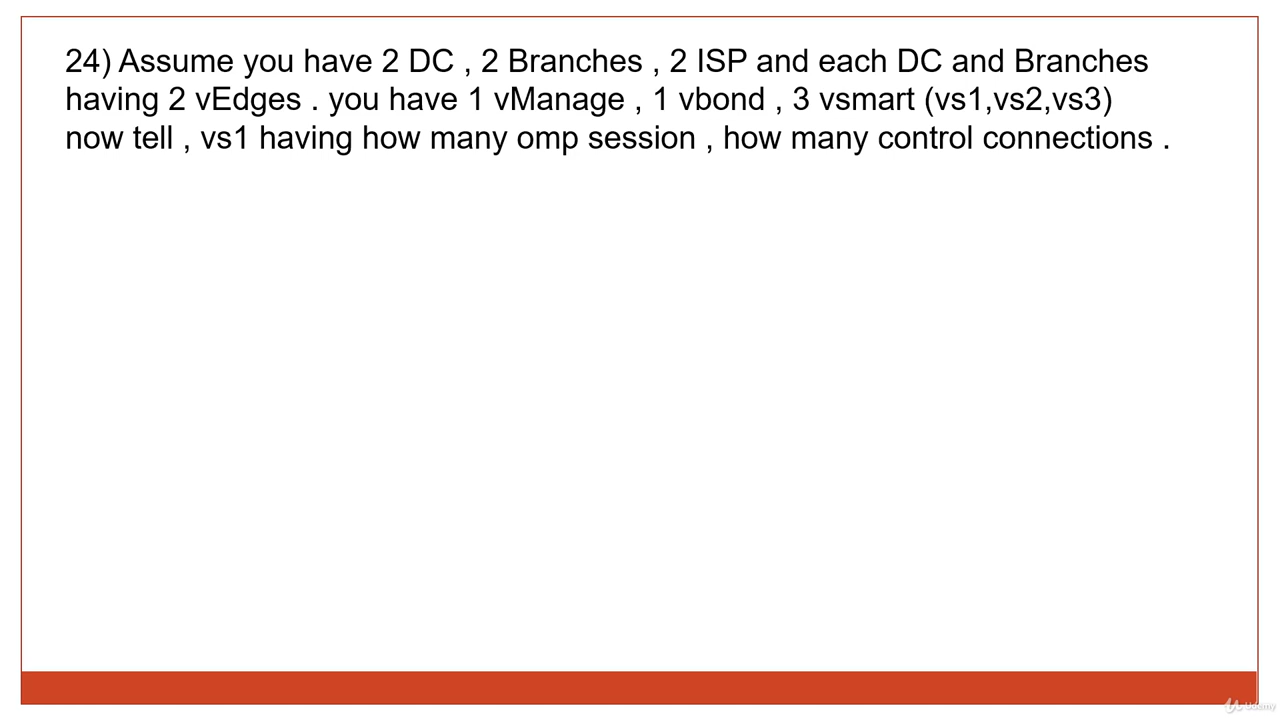 24) Assume you have 2 DC , 2 Branches , 2 ISP and each DC and Branches
having 2 vEdges . you have 1 vManage , 1 vbond , 3 vsmart (vs1,vs2,vs3)
now tell , vs1 having how many omp session , how many control connections .
Udemy